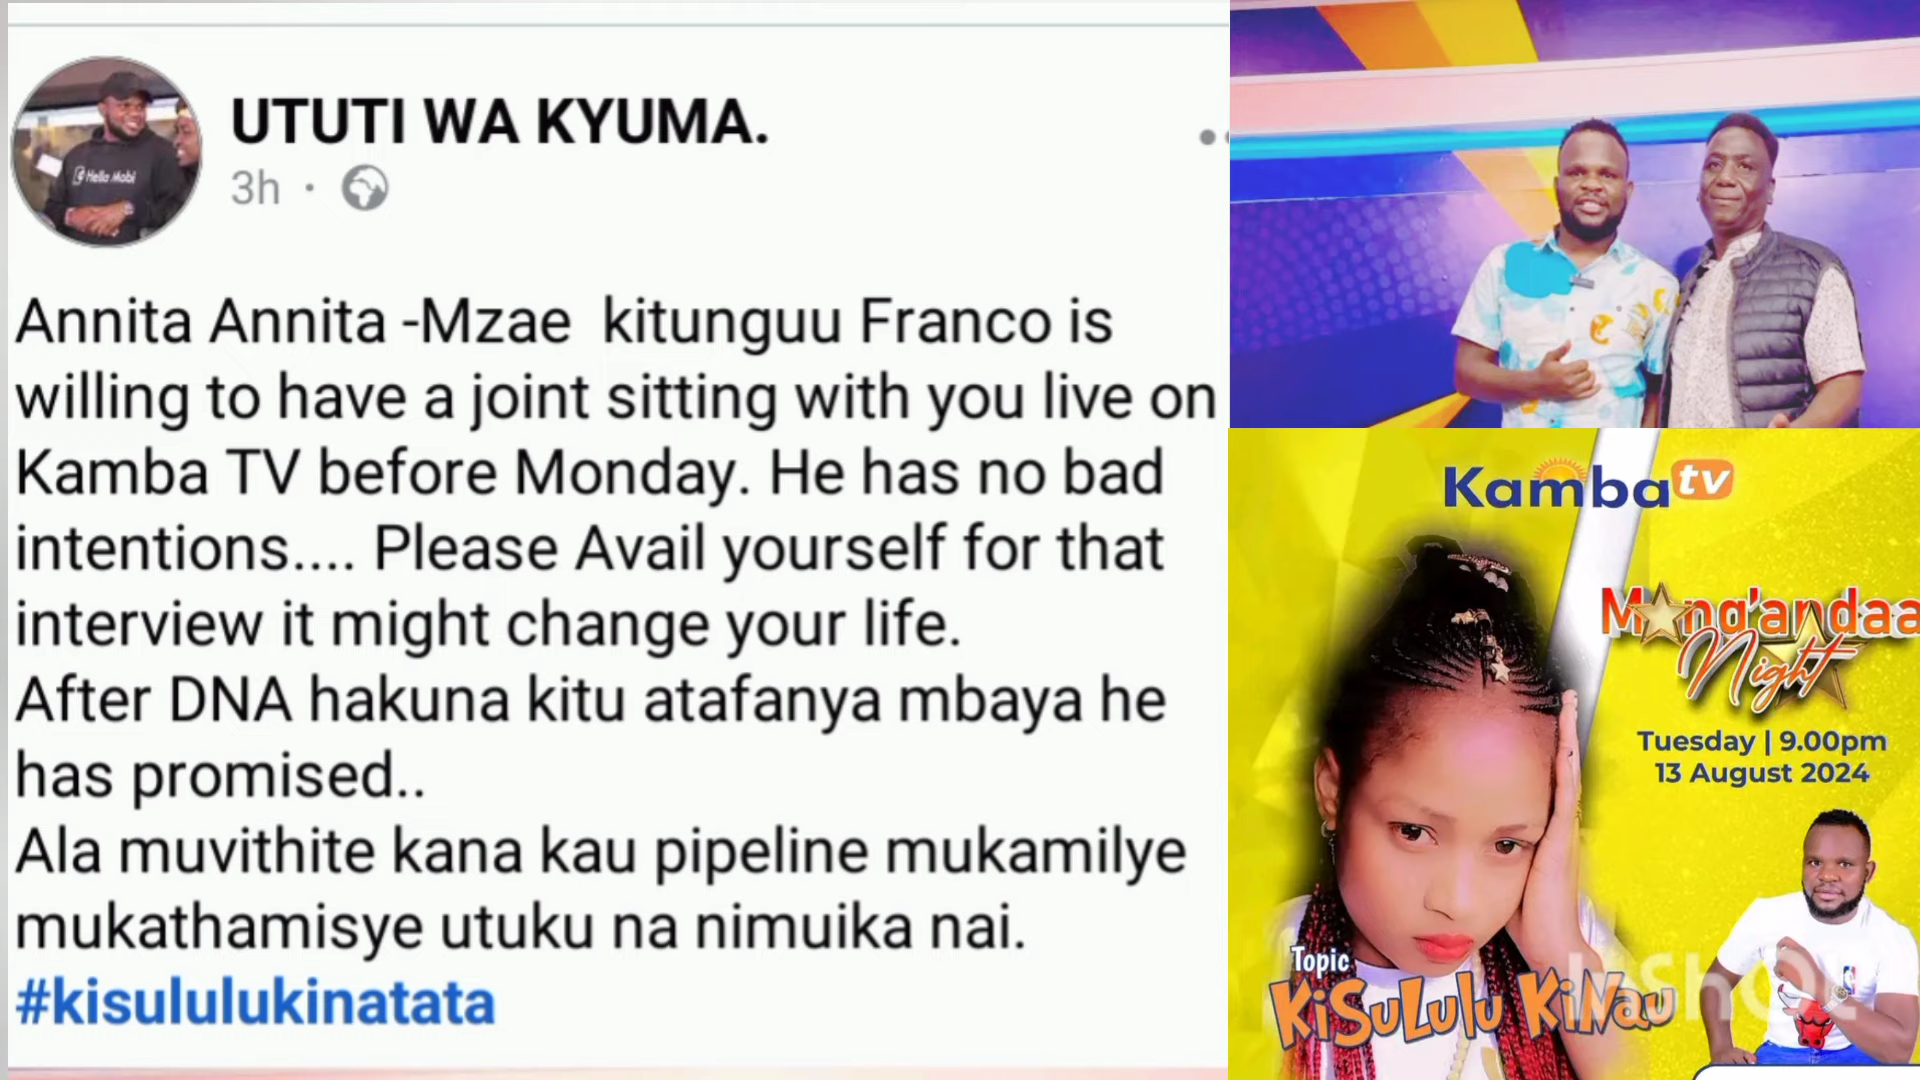 UTUTI WA KYUMA.
3h ·
Hello Mobi
Annita Annita -Mzae kitunguu Franco is
willing to have a joint sitting with you live on
Kamba TV before Monday. He has no bad
intentions.... Please Avail yourself for that
interview it might change your life.
After DNA hakuna kitu atafanya mbaya he
has promised..
Ala muvithite kana kau pipeline mukamilye
mukathamisye utuku na nimuika nai.
#kisululukinatata
Kamba tv
Mang'andaa
Night
Tuesday | 9.00pm
13 August 2024
Topic
KiSuLulu KiNau